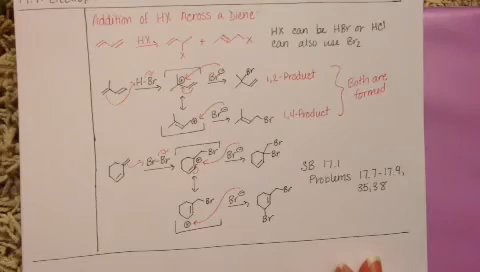 Addition of HX Across a Diene
HX
X
+
X
HX can be HBr or HCl
can also use Br₂
H-Br
⊕
Br⊖
Br
1,2-Product
Both are
formed
⊕
Br⊖
Br
1,4-Product
Br-Br
Br
⊕
Br⊖
Br
Br
SB 17.1
Problems 17.7-17.9,
35,38
Br
⊕
Br⊖
Br
Br